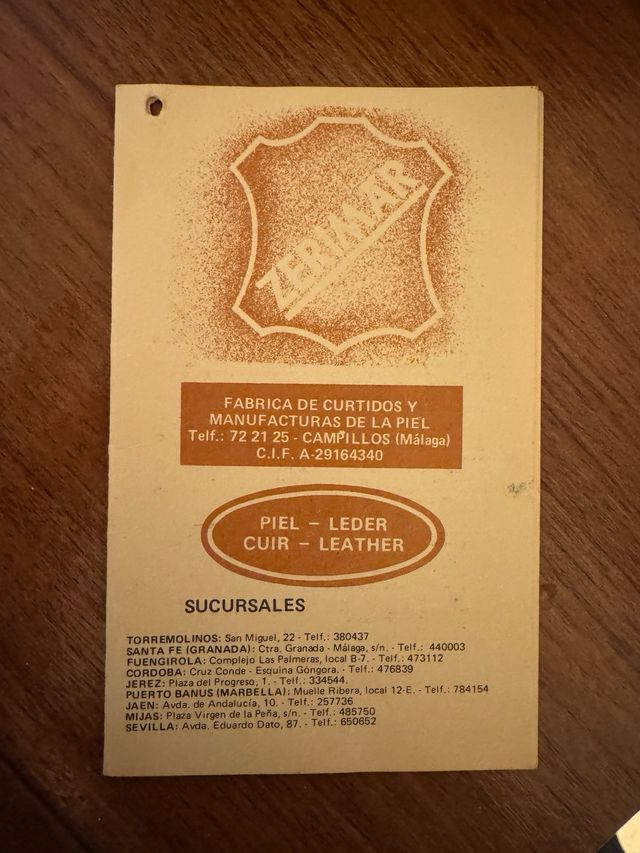 ZERIMAR
FABRICA DE CURTIDOS Y
MANUFACTURAS DE LA PIEL
Telf.: 72 21 25 - CAMPILLOS (Málaga)
C.I.F. A-29164340
PIEL - LEDER
CUIR - LEATHER
SUCURSALES
TORREMOLINOS: San Miguel, 22 - Telf.: 380437
SANTA FE (GRANADA): Ctra. Granada - Málaga, s/n. - Telf.: 440003
FUENGIROLA: Complejo Las Palmeras, local B-7. - Telf.: 473112
CORDOBA: Cruz Conde - Esquina Góngora. - Telf.: 476839
JEREZ: Plaza del Progreso, 1. - Telf.: 334544.
PUERTO BANUS (MARBELLA): Muelle Ribera, local 12-E. - Telf.: 784154
JAEN: Avda. de Andalucía, 10. - Telf.: 257736
MIJAS: Plaza Virgen de la Peña, s/n. - Telf.: 485750
SEVILLA: Avda. Eduardo Dato, 87. - Telf.: 650652